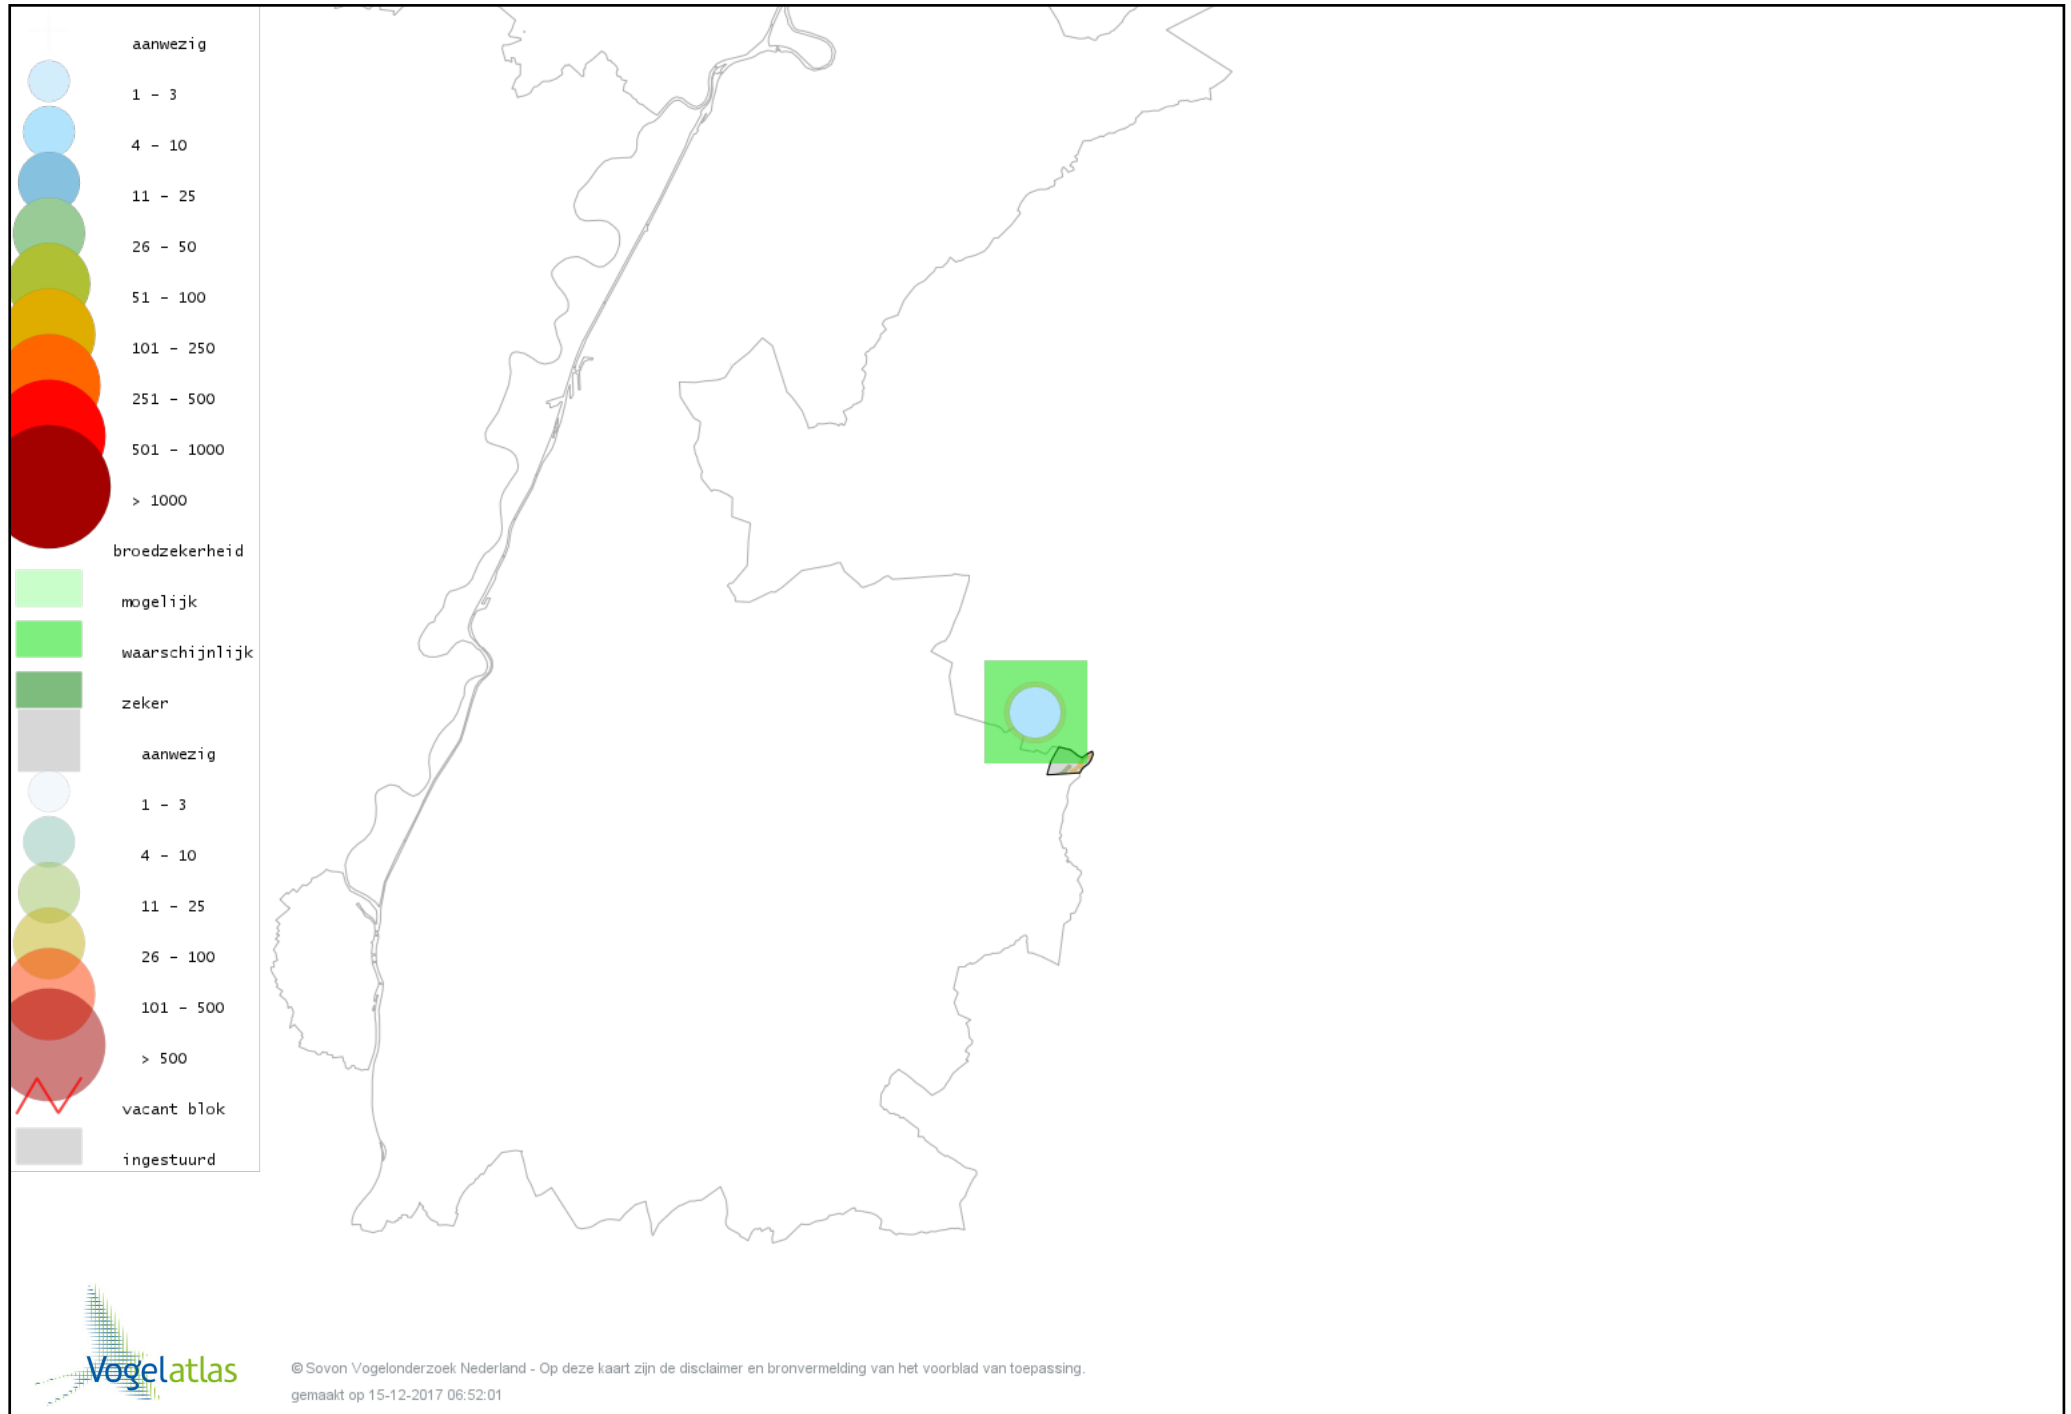 aanwezig
1 - 3
4 - 10
11 - 25
26 - 50
51 - 100
101 - 250
251 - 500
501 - 1000
> 1000
broedzekerheid
mogelijk
waarschijnlijk
zeker
aanwezig
1 - 3
4 - 10
11 - 25
26 - 100
101 - 500
> 500
vacant blok
ingestuurd
Vogelatlas
© Sovon Vogelonderzoek Nederland - Op deze kaart zijn de disclaimer en bronvermelding van het voorblad van toepassing.
gemaakt op 15-12-2017 06:52:01